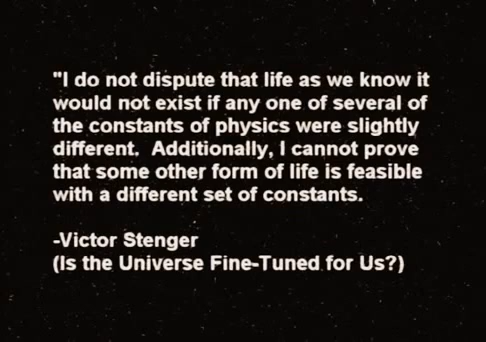 "I do not dispute that life as we know it
would not exist if any one of several of
the constants of physics were slightly
different.  Additionally, I cannot prove
that some other form of life is feasible
with a different set of constants.
-Victor Stenger
(Is the Universe Fine-Tuned for Us?)